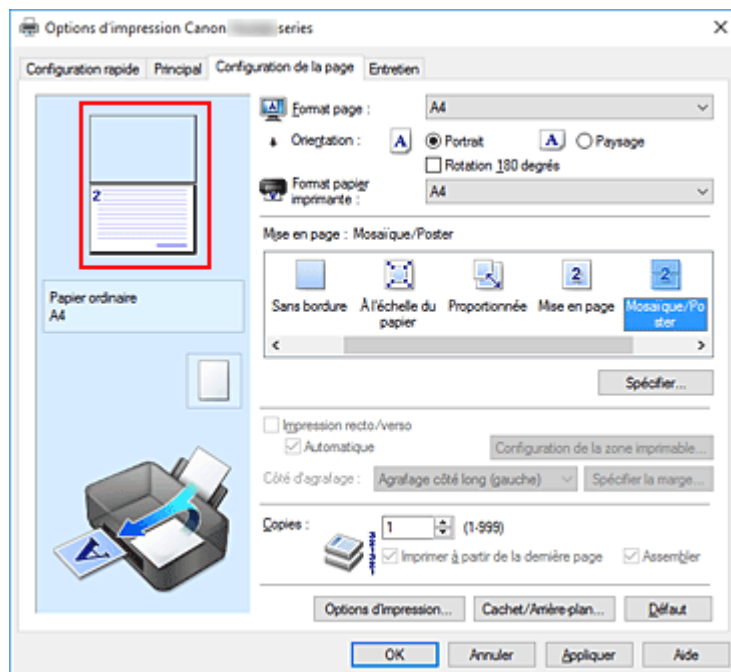 Options d'impression Canon series
Configuration rapide Principal Configuration de la page Entretien
Format page : A4
Orientation : A Portrait A Paysage
Rotation 180 degrés
Format papier
imprimante : A4
2
Mise en page : Mosaïque/Poster
2 2
Sans bordure À l'échelle du papier Proportionnée Mise en page Mosaïque/Poster
Papier ordinaire
A4
Spécifier...
Impression recto/verso
Automatique Configuration de la zone imprimable...
Côté d'agrafage : Agrafage côté long (gauche) Spécifier la marge...
Copies : 1 (1-999)
Imprimer à partir de la dernière page Assembler
A
Options d'impression... Cachet/Arrière-plan... Défaut
OK Annuler Appliquer Aide